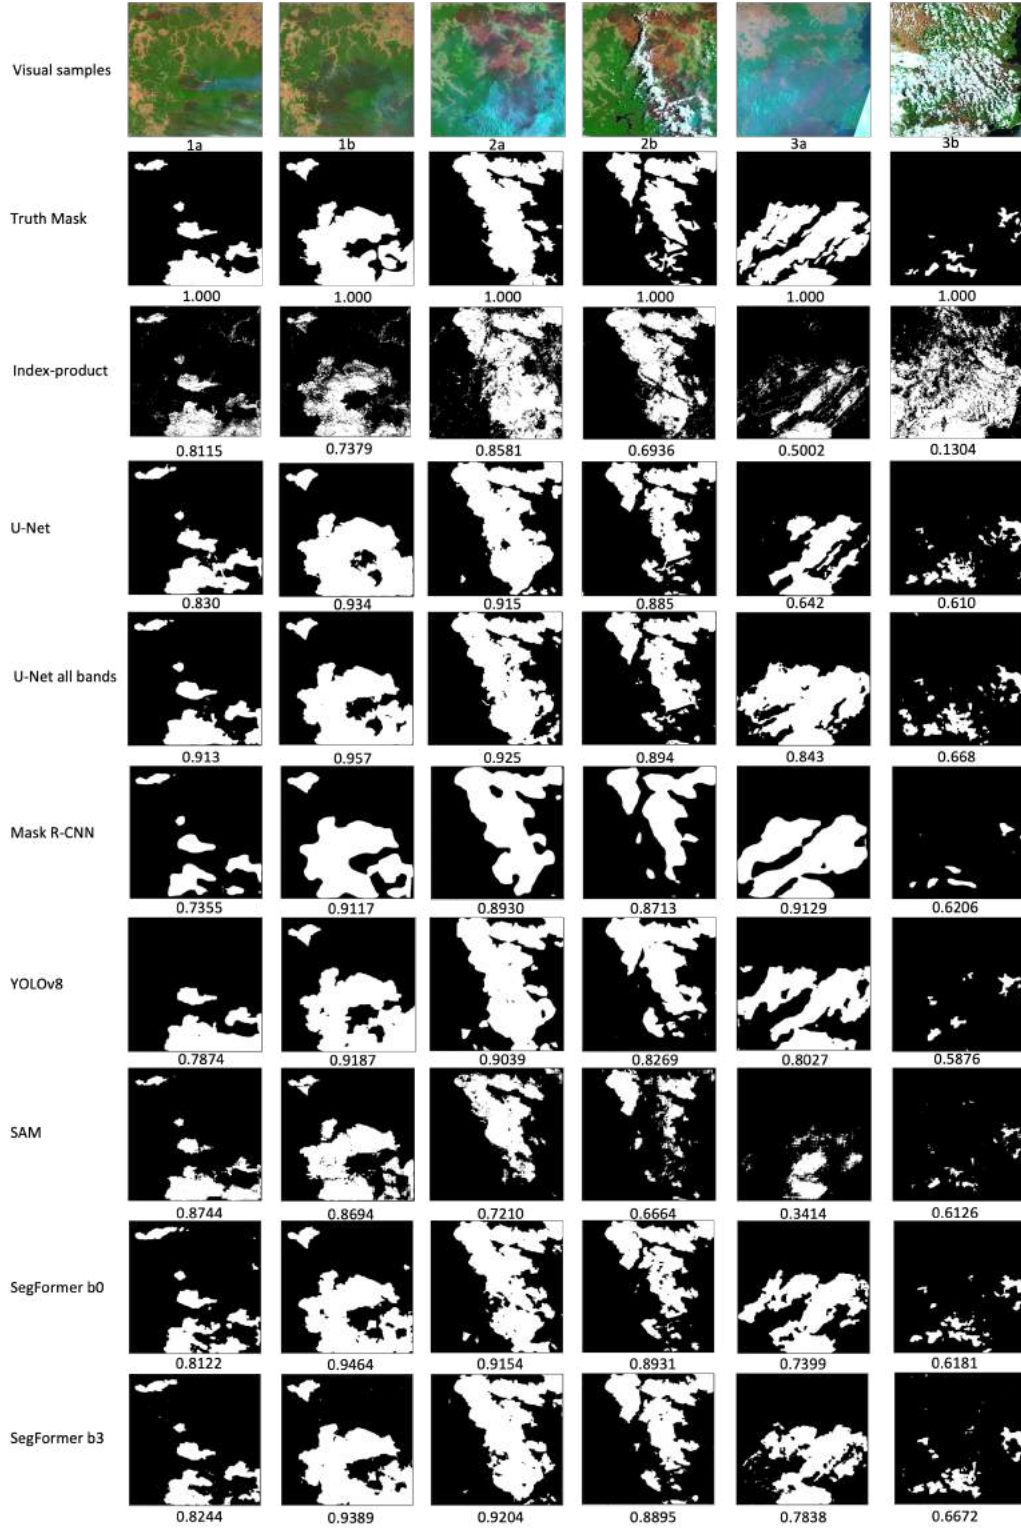 Visual samples
1a 1b 2a 2b 3a 3b
Truth Mask
1.000 1.000 1.000 1.000 1.000 1.000
Index-product
0.8115 0.7379 0.8581 0.6936 0.5002 0.1304
U-Net
0.830 0.934 0.915 0.885 0.642 0.610
U-Net all bands
0.913 0.957 0.925 0.894 0.843 0.668
Mask R-CNN
0.7355 0.9117 0.8930 0.8713 0.9129 0.6206
YOLOv8
0.7874 0.9187 0.9039 0.8269 0.8027 0.5876
SAM
0.8744 0.8694 0.7210 0.6664 0.3414 0.6126
SegFormer b0
0.8122 0.9464 0.9154 0.8931 0.7399 0.6181
SegFormer b3
0.8244 0.9389 0.9204 0.8895 0.7838 0.6672